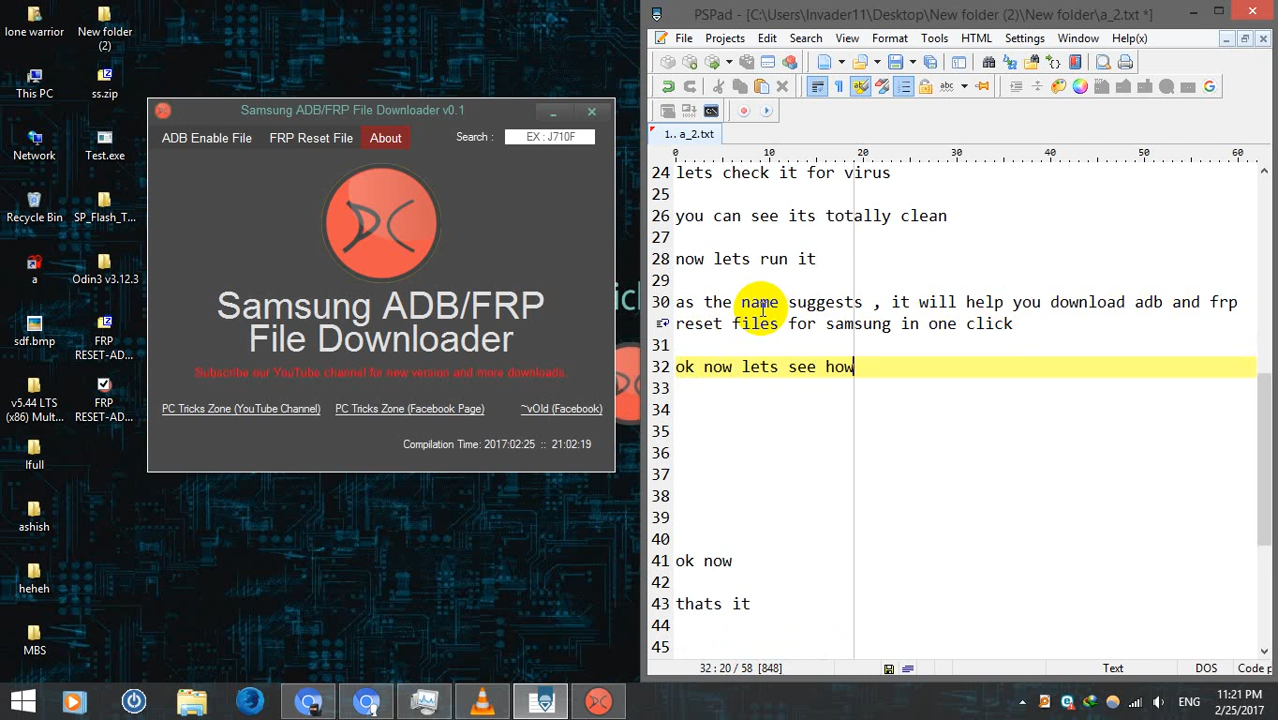 lone warrior
New folder
(2)
This PC
ss.zip
Network
Test.exe
Recycle Bin
SP_Flash_T...
a
Odin3 v3.12.3
sdf.bmp
FRP
RESET-AD...
v5.44 LTS
(x86) Mult...
FRP
RESET-AD...
lfull
ashish
heheh
MBS
Samsung ADB/FRP File Downloader v0.1
ADB Enable File
FRP Reset File
About
Search :
EX : J710F
Samsung ADB/FRP
File Downloader
Subscribe our YouTube channel for new version and more downloads.
PC Tricks Zone (YouTube Channel)
PC Tricks Zone (Facebook Page)
~vOld (Facebook)
Compilation Time: 2017:02:25 :: 21:02:19
PSPad - [C:\Users\Invader11\Desktop\New folder (2)\New folder\a_2.txt *]
File Projects Edit Search View Format Tools HTML Settings Window Help(x)
1.. a_2.txt
0 10 20 30 40 50 60
24 lets check it for virus
25
26 you can see its totally clean
27
28 now lets run it
29
30 as the name suggests , it will help you download adb and frp
reset files for samsung in one click
31
32 ok now lets see how
33
34
35
36
37
38
39
40
41 ok now
42
43 thats it
44
45
32 : 20 / 58 [848]
Text
DOS
Code p
ENG
11:21 PM
2/25/2017